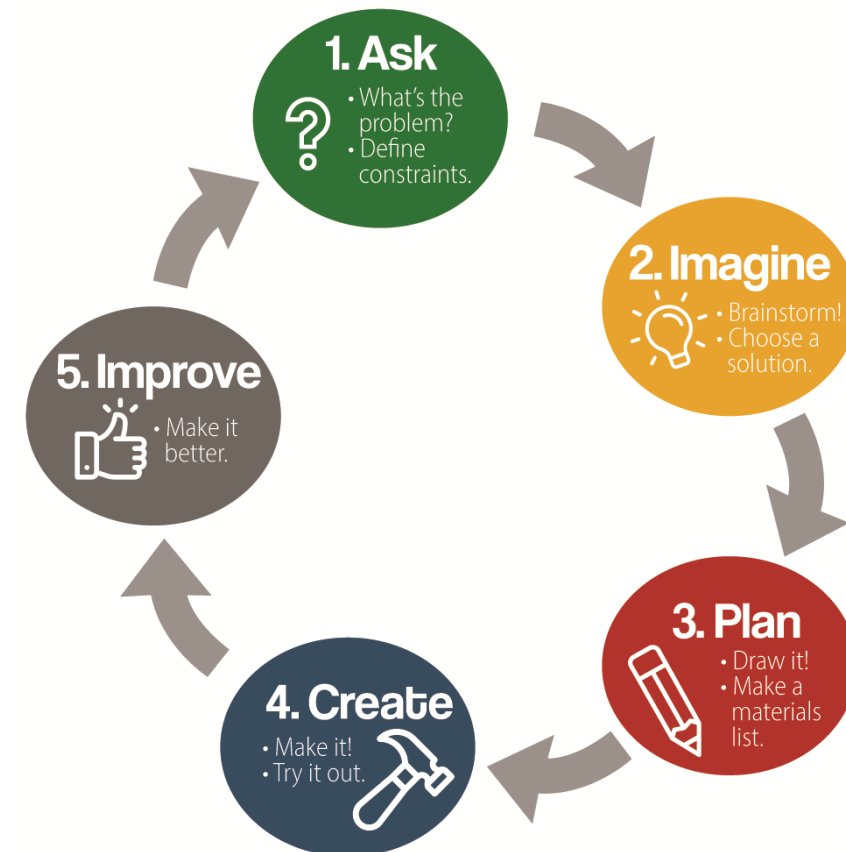 1. Ask
• What's the
problem?
• Define
constraints.
2. Imagine
• Brainstorm!
• Choose a
solution.
3. Plan
• Draw it!
• Make a
materials
list.
4. Create
• Make it!
• Try it out.
5. Improve
• Make it
better.